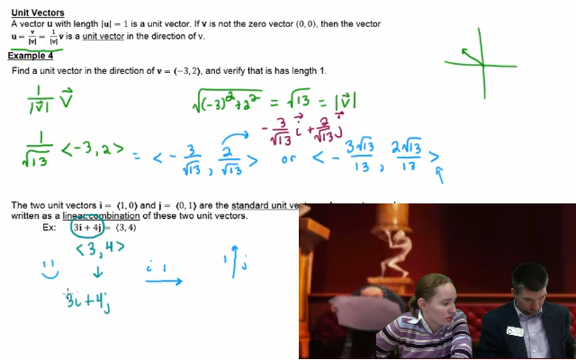 Unit Vectors
A vector u with length |u| = 1 is a unit vector. If v is not the zero vector ⟨0, 0⟩, then the vector
u = v/|v| = 1/|v| v is a unit vector in the direction of v.
Example 4
Find a unit vector in the direction of v = ⟨−3, 2⟩, and verify that is has length 1.
1/|v⃗| v⃗
√((-3)²+2²) = √13 = |v⃗|
-3/√13 i⃗ + 2/√13 j⃗
1/√13 <-3, 2> = <-3/√13, 2/√13> or <-3√13/13, 2√13/13>
The two unit vectors i = ⟨1, 0⟩ and j = ⟨0, 1⟩ are the standard unit
written as a linear combination of these two unit vectors.
Ex: 3i + 4j = ⟨3, 4⟩
<3, 4>
i 1
1 j
3i + 4j